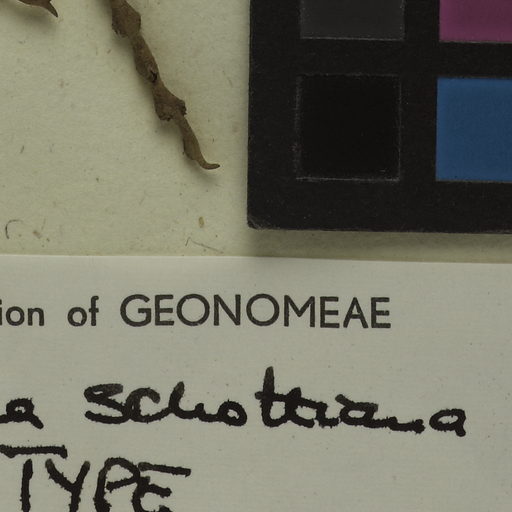 ion of GEONOMEAE
a schottiana
TYPE